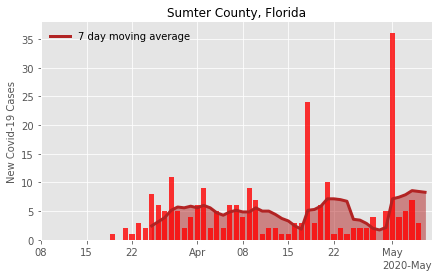 Sumter County, Florida
7 day moving average
New Covid-19 Cases
35
30
25
20
15
10
5
0
08 15 22 Apr 08 15 22 May
2020-May